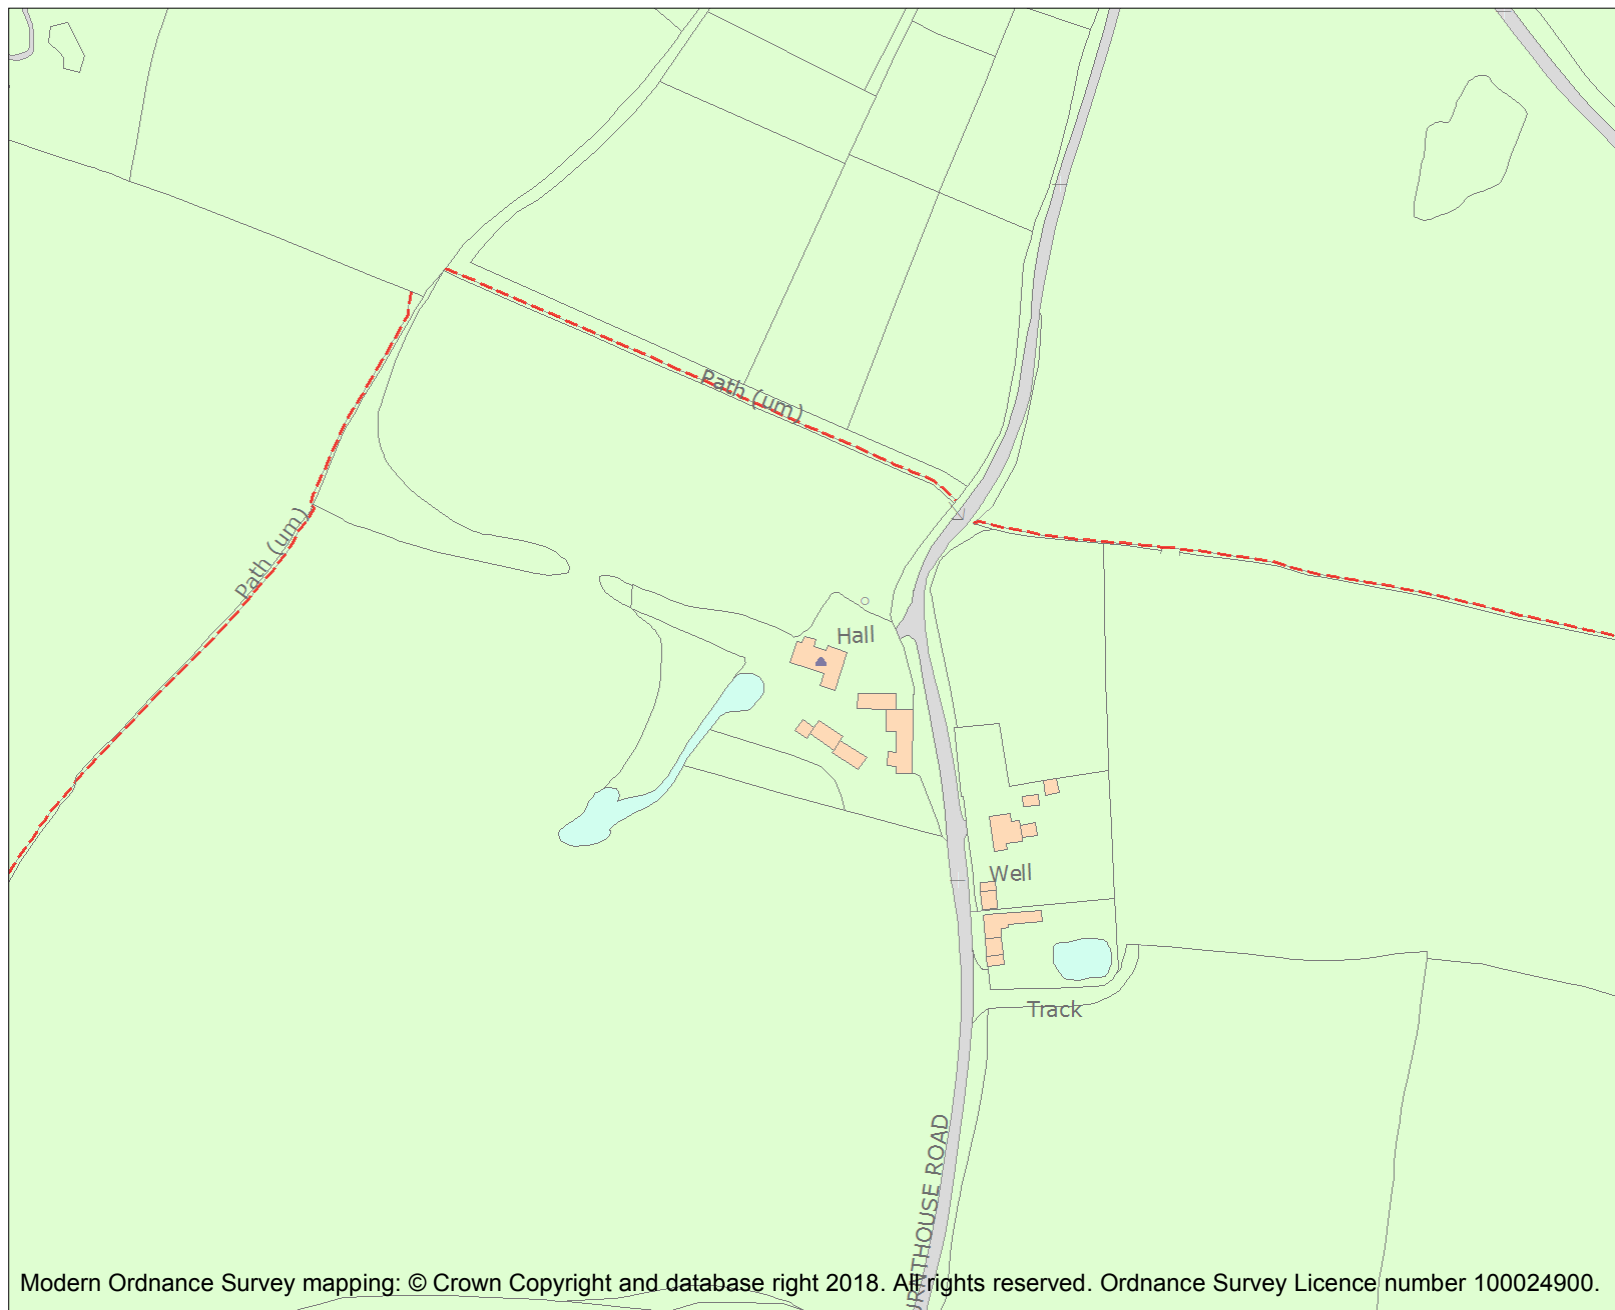 Path (um)
Path (um)
Hall
Well
Track
ROAD
Modern Ordnance Survey mapping: © Crown Copyright and database right 2018. All rights reserved. Ordnance Survey Licence number 100024900.